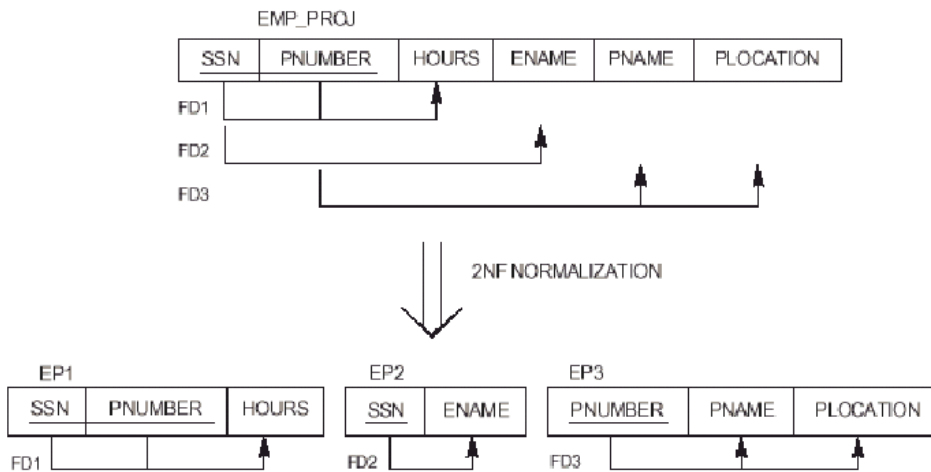 EMP_PROJ
SSN PNUMBER HOURS ENAME PNAME PLOCATION
FD1
FD2
FD3
2NF NORMALIZATION
EP1 EP2 EP3
SSN PNUMBER HOURS SSN ENAME PNUMBER PNAME PLOCATION
FD1 FD2 FD3